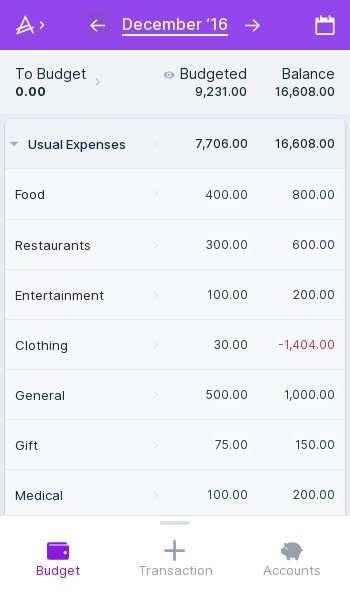 December ‘16
To Budget Budgeted Balance
0.00 9,231.00 16,608.00
Usual Expenses 7,706.00 16,608.00
Food 400.00 800.00
Restaurants 300.00 600.00
Entertainment 100.00 200.00
Clothing 30.00 -1,404.00
General 500.00 1,000.00
Gift 75.00 150.00
Medical 100.00 200.00
Budget Transaction Accounts